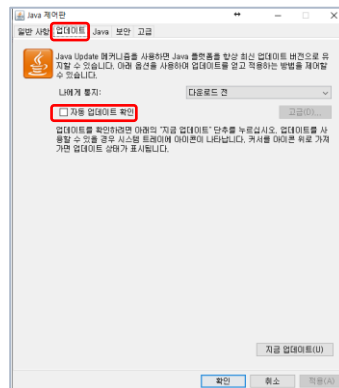 Java 제어판
일반 사항 업데이트 Java 보안 고급
Java Update 메커니즘을 사용하면 Java 플랫폼을 항상 최신 업데이트 버전으로 유
지할 수 있습니다. 아래 옵션을 사용하여 업데이트를 얻고 적용하는 방법을 제어할
수 있습니다.
나에게 통지: 다운로드 전
자동 업데이트 확인 고급(D)...
업데이트를 확인하려면 아래의 "지금 업데이트" 단추를 누르십시오. 업데이트를 사
용할 수 있을 경우 시스템 트레이에 아이콘이 나타납니다. 커서를 아이콘 위로 가져
가면 업데이트 상태가 표시됩니다.
지금 업데이트(U)
확인 취소 적용(A)